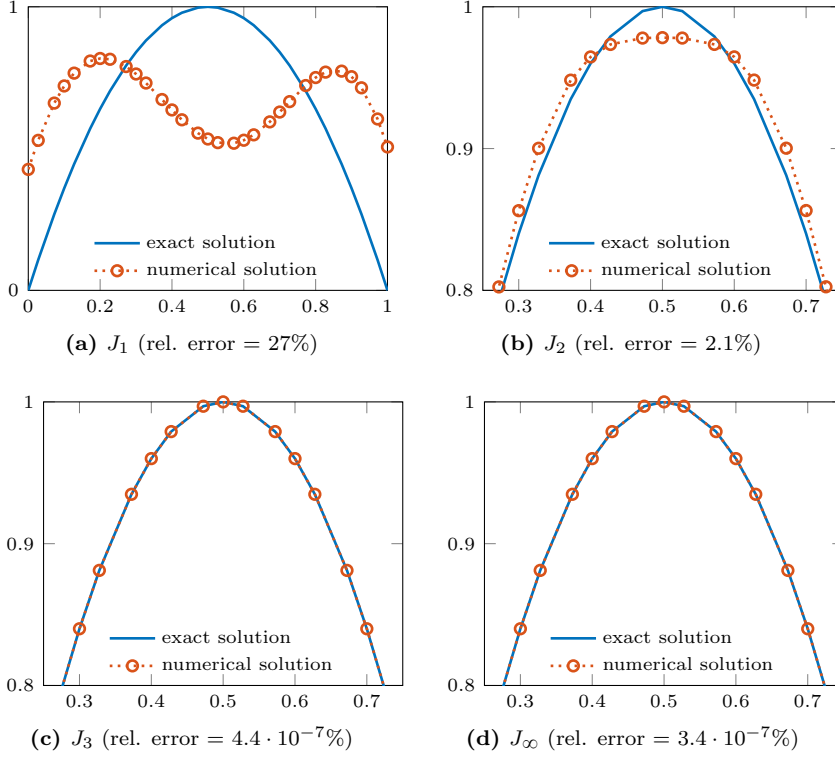 1
exact solution
numerical solution
0
0 0.2 0.4 0.6 0.8 1
(a) J₁ (rel. error = 27%)
1
0.9
exact solution
numerical solution
0.8
0.3 0.4 0.5 0.6 0.7
(b) J₂ (rel. error = 2.1%)
1
0.9
exact solution
numerical solution
0.8
0.3 0.4 0.5 0.6 0.7
(c) J₃ (rel. error = 4.4 · 10⁻⁷%)
1
0.9
exact solution
numerical solution
0.8
0.3 0.4 0.5 0.6 0.7
(d) J∞ (rel. error = 3.4 · 10⁻⁷%)